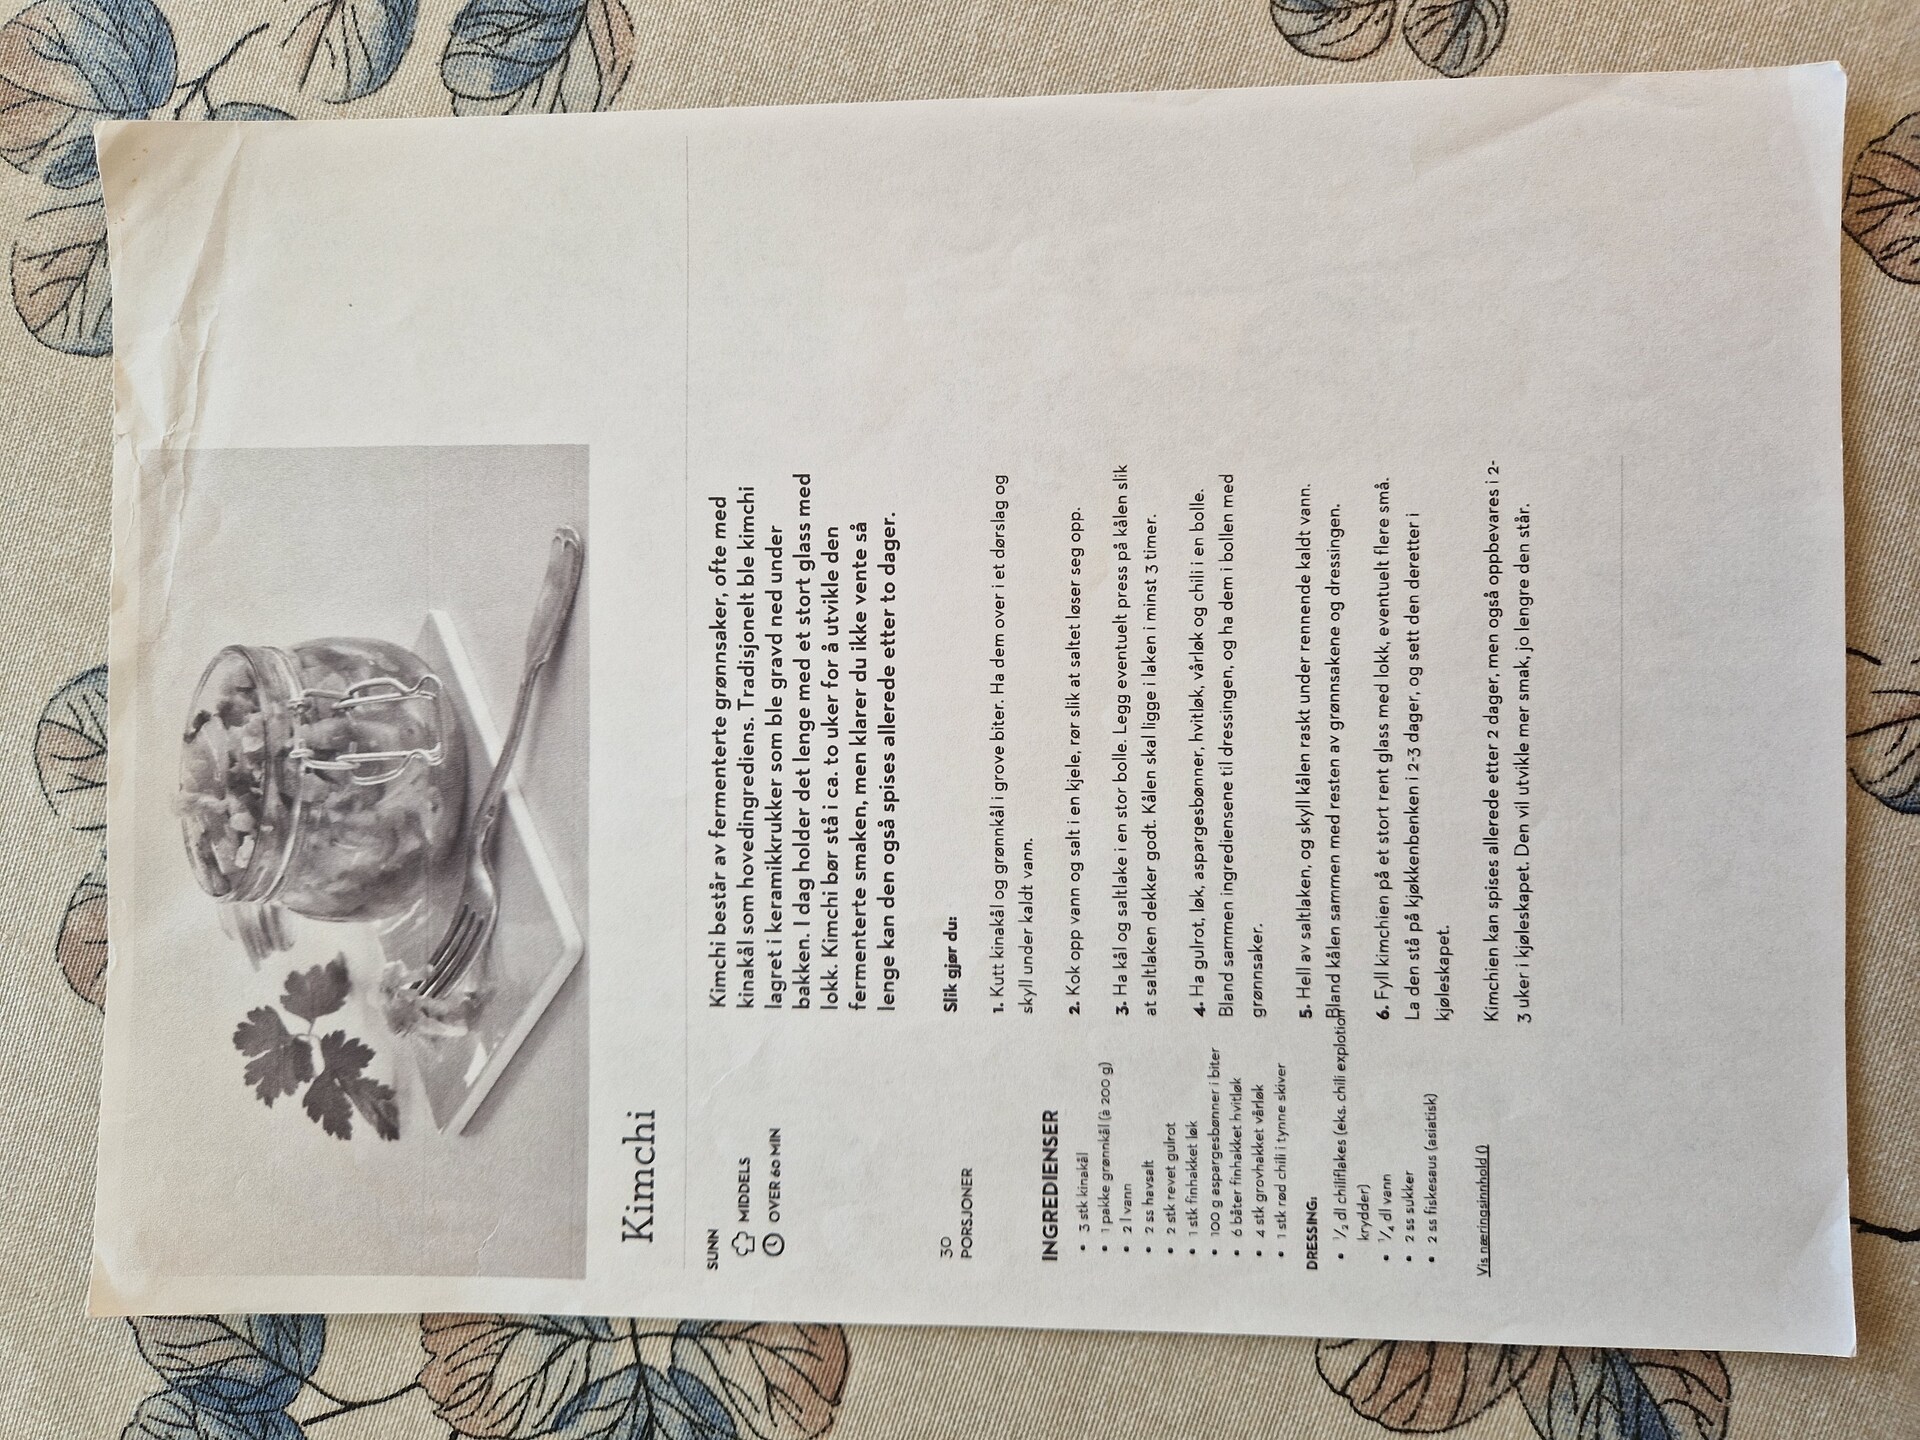 Kimchi
SUNN
MIDDELS
OVER 60 MIN
Kimchi består av fermenterte grønnsaker, ofte med
kinakål som hovedingrediens. Tradisjonelt ble kimchi
lagret i keramikkrukker som ble gravd ned under
bakken. I dag holder det lenge med et stort glass med
lokk. Kimchi bør stå i ca. to uker for å utvikle den
fermenterte smaken, men klarer du ikke vente så
lenge kan den også spises allerede etter to dager.
30
PORSJONER
INGREDIENSER
• 3 stk kinakål
• 1 pakke grønnkål (à 200 g)
• 2 l vann
• 2 ss havsalt
• 2 stk revet gulrot
• 1 stk finhakket løk
• 100 g aspargesbønner i biter
• 6 båter finhakket hvitløk
• 4 stk grovhakket vårløk
• 1 stk rød chili i tynne skiver
DRESSING:
• 1/2 dl chiliflakes (eks. chili explotion
krydder)
• 1/4 dl vann
• 2 ss sukker
• 2 ss fiskesaus (asiatisk)
Vis næringsinnhold ()
Slik gjør du:
1. Kutt kinakål og grønnkål i grove biter. Ha dem over i et dørslag og
skyll under kaldt vann.
2. Kok opp vann og salt i en kjele, rør slik at saltet løser seg opp.
3. Ha kål og saltlake i en stor bolle. Legg eventuelt press på kålen slik
at saltlaken dekker godt. Kålen skal ligge i laken i minst 3 timer.
4. Ha gulrot, løk, aspargesbønner, hvitløk, vårløk og chili i en bolle.
Bland sammen ingrediensene til dressingen, og ha dem i bollen med
grønnsaker.
5. Hell av saltlaken, og skyll kålen raskt under rennende kaldt vann.
Bland kålen sammen med resten av grønnsakene og dressingen.
6. Fyll kimchien på et stort rent glass med lokk, eventuelt flere små.
La den stå på kjøkkenbenken i 2-3 dager, og sett den deretter i
kjøleskapet.
Kimchien kan spises allerede etter 2 dager, men også oppbevares i 2-
3 uker i kjøleskapet. Den vil utvikle mer smak, jo lengre den står.